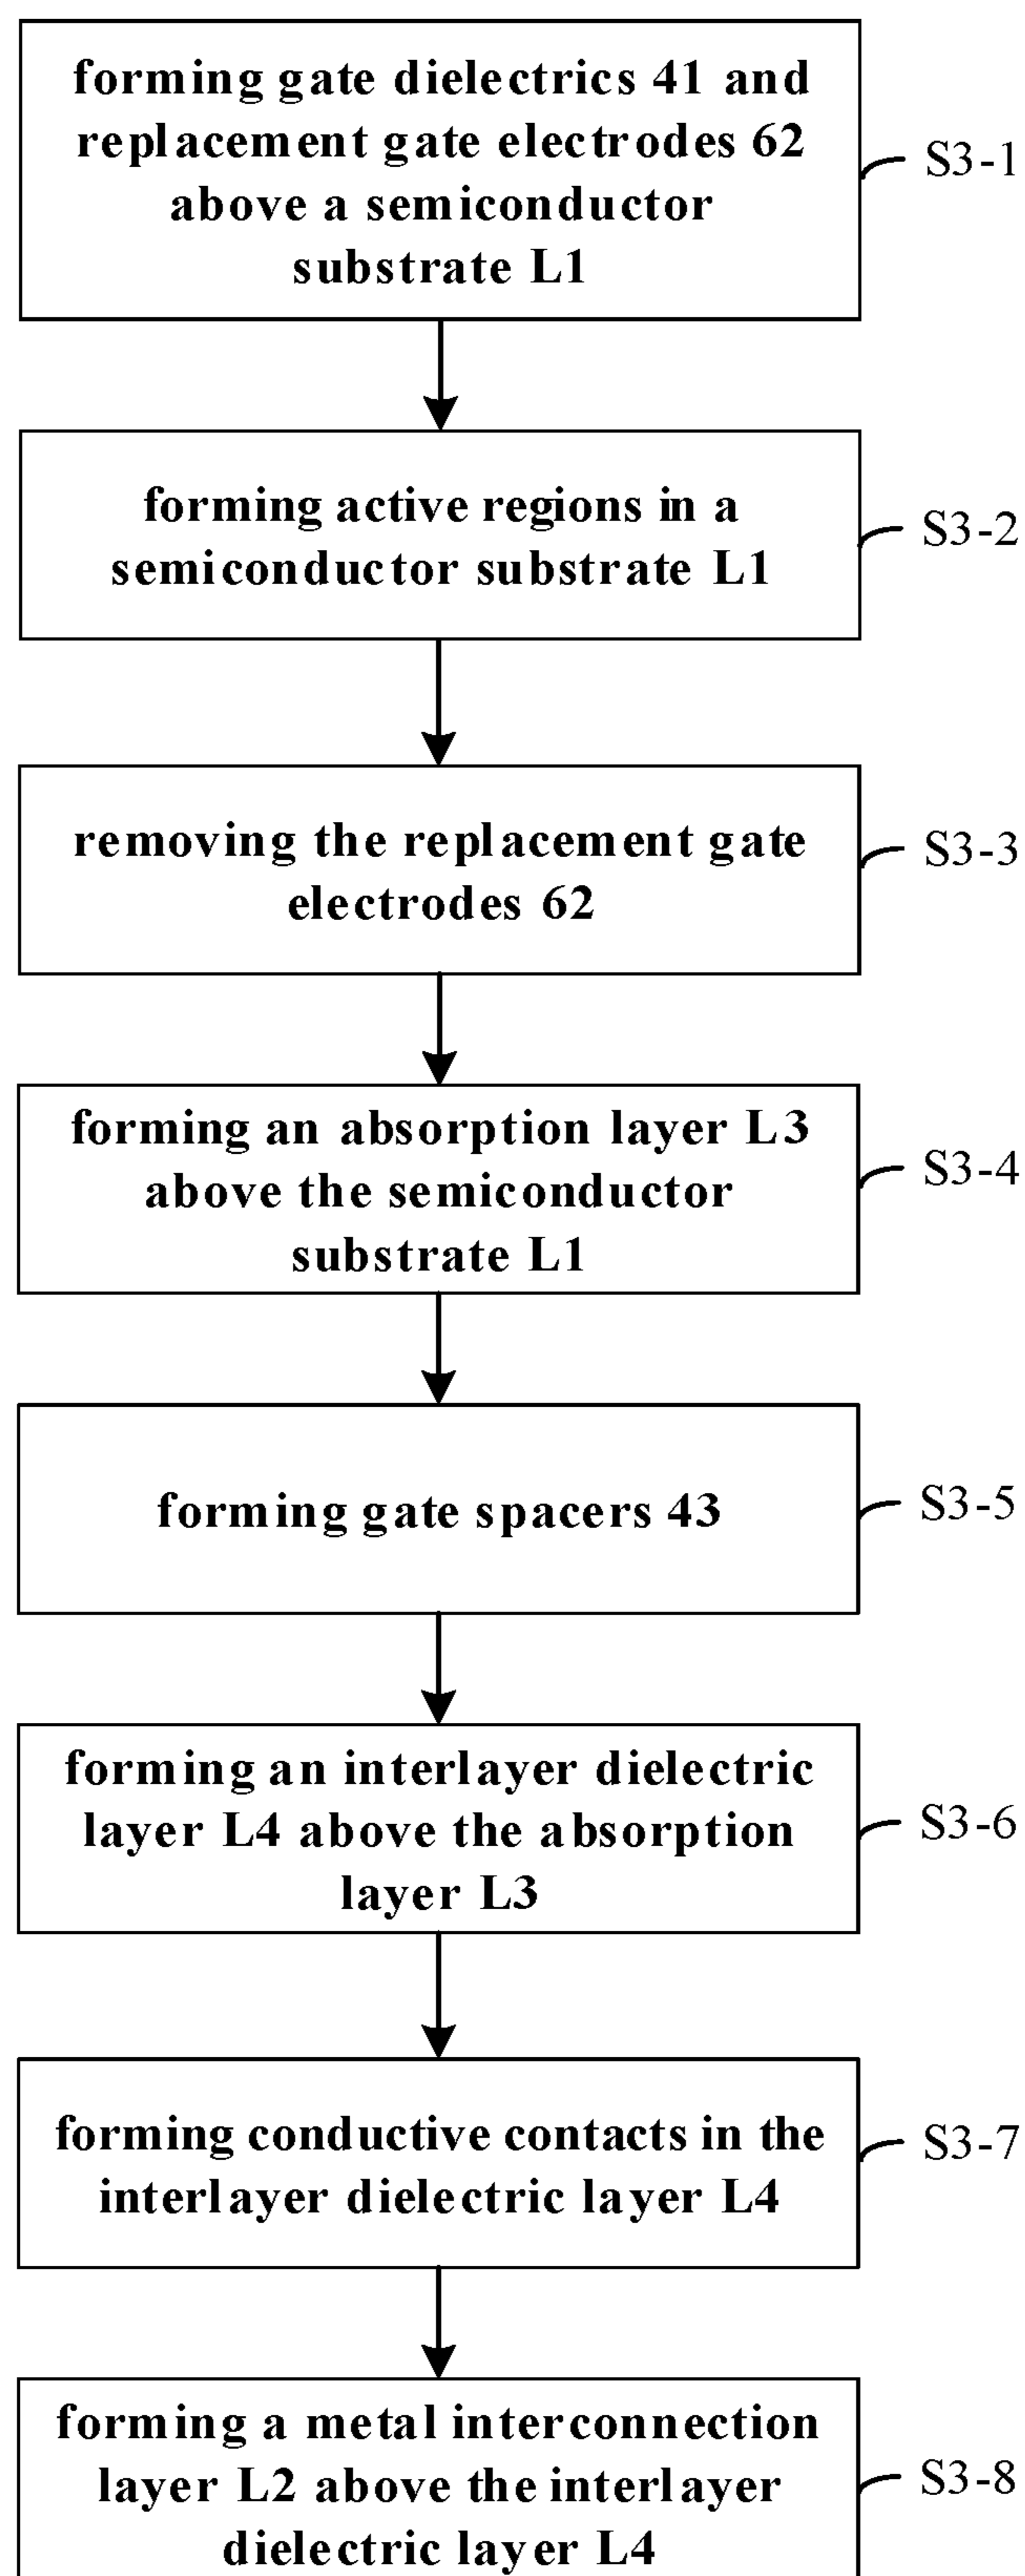 forming gate dielectrics 41 and
replacement gate electrodes 62
above a semiconductor
substrate L1
S3-1
forming active regions in a
semiconductor substrate L1
S3-2
removing the replacement gate
electrodes 62
S3-3
forming an absorption layer L3
above the semiconductor
substrate L1
S3-4
forming gate spacers 43
S3-5
forming an interlayer dielectric
layer L4 above the absorption
layer L3
S3-6
forming conductive contacts in the
interlayer dielectric layer L4
S3-7
forming a metal interconnection
layer L2 above the interlayer
dielectric layer L4
S3-8